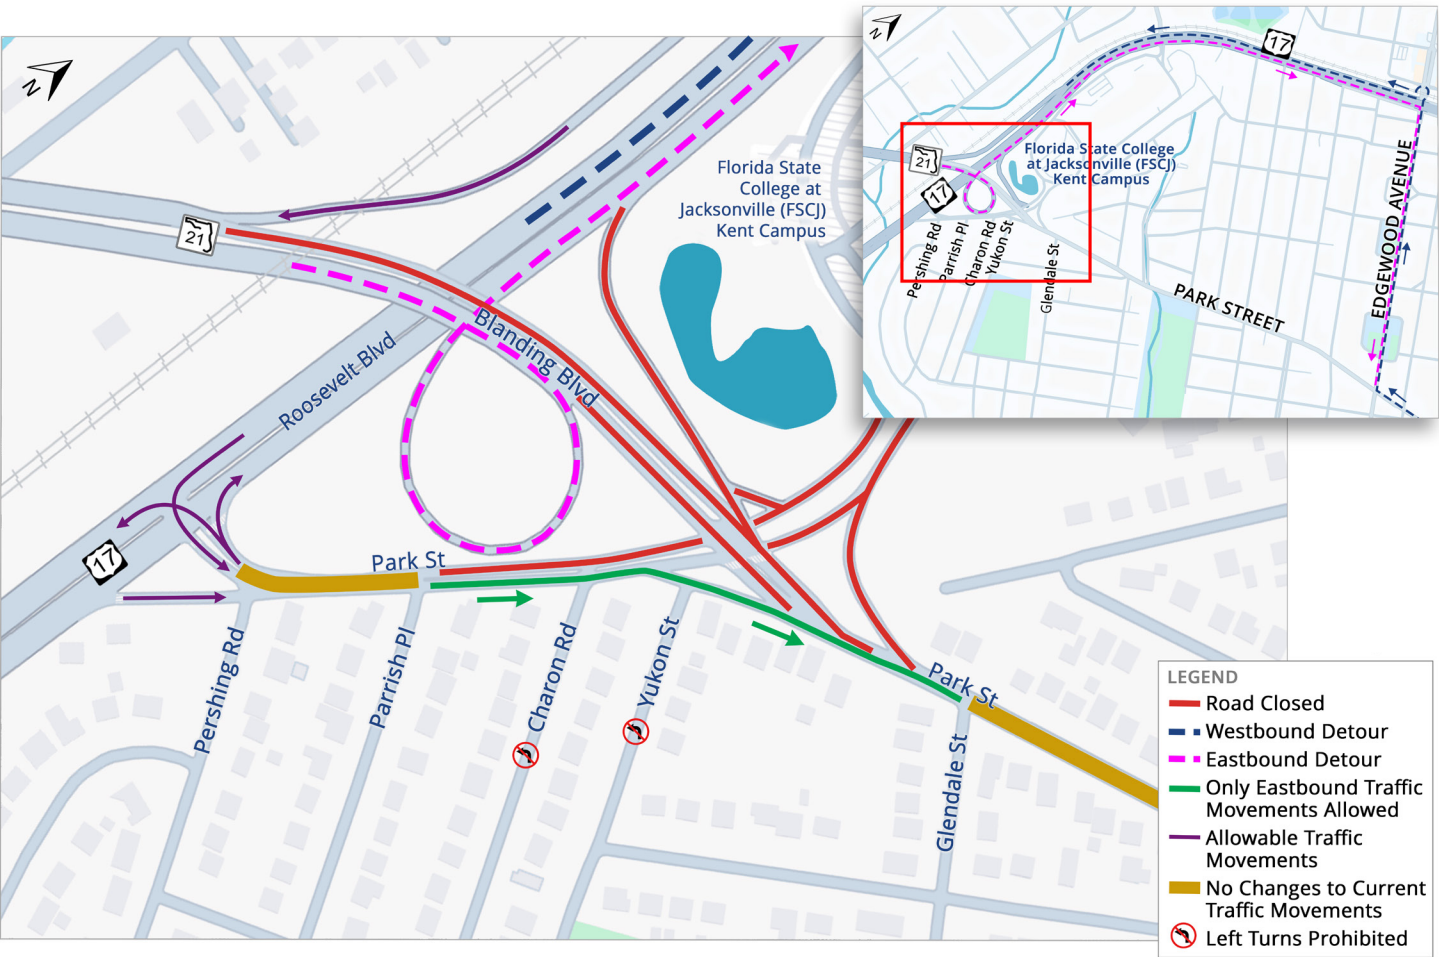 N
21
Florida State
College at
Jacksonville (FSCJ)
Kent Campus
Blanding Blvd
Roosevelt Blvd
17
Park St
Pershing Rd
Parrish Pl
Charon Rd
Yukon St
Park St
Glendale St
N
17
21
17
Florida State College
at Jacksonville (FSCJ)
Kent Campus
Pershing Rd
Parrish Pl
Charon Rd
Yukon St
Glendale St
PARK STREET
EDGEWOOD AVENUE
LEGEND
Road Closed
Westbound Detour
Eastbound Detour
Only Eastbound Traffic
Movements Allowed
Allowable Traffic
Movements
No Changes to Current
Traffic Movements
Left Turns Prohibited